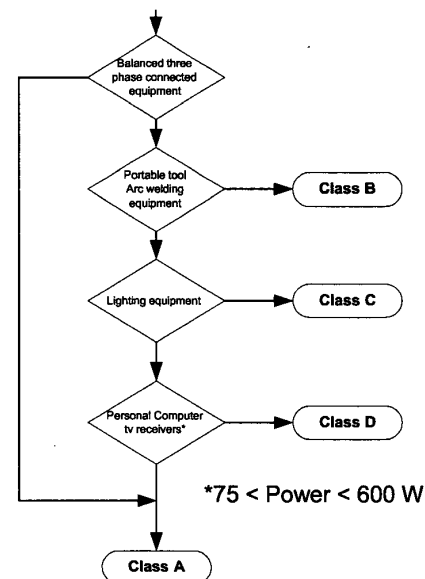 Balanced three
phase connected
equipment
Portable tool
Arc welding
equipment
Class B
Lighting equipment
Class C
Personal Computer
tv receivers*
Class D
*75 < Power < 600 W
Class A